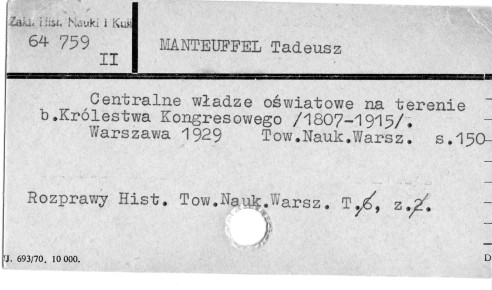 Zakł. Hist. Nauki i Kult
64 759
II
MANTEUFFEL Tadeusz
Centralne władze oświatowe na terenie
b.Królestwa Kongresowego /1807-1915/.
Warszawa 1929 Tow.Nauk.Warsz. s.150
Rozprawy Hist. Tow.Nauk.Warsz. T.6, z.2.
J. 693/70. 10 000.
D